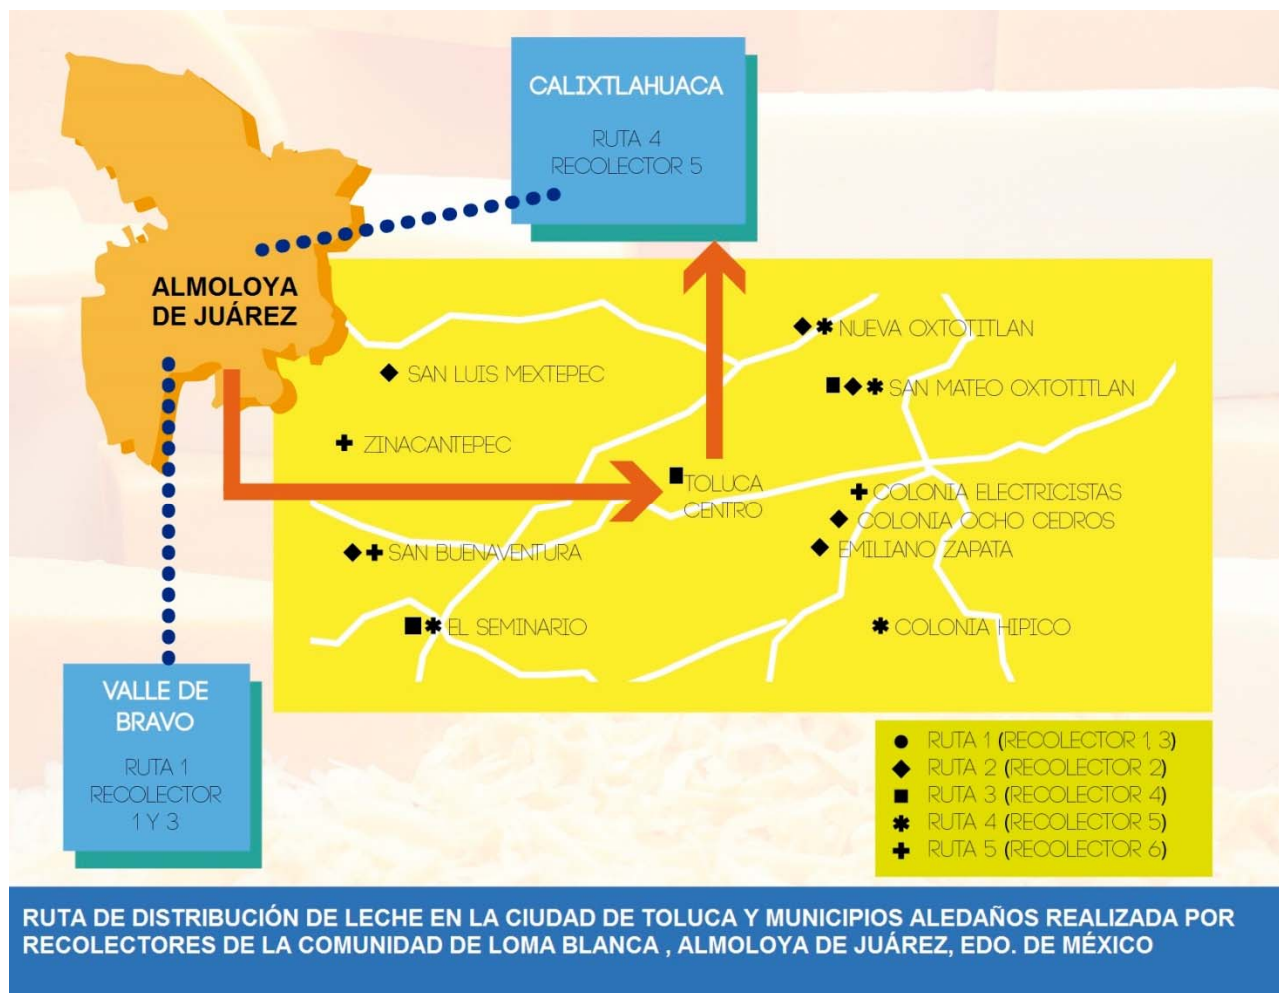 CALIXTLAHUACA
RUTA 4
RECOLECTOR 5
ALMOLOYA
DE JUÁREZ
NUEVA OXTOTITLAN
SAN LUIS MEXTEPEC
SAN MATEO OXTOTITLAN
ZINACANTEPEC
TOLUCA
CENTRO
COLONIA ELECTRICISTAS
COLONIA OCHO CEDROS
EMILIANO ZAPATA
SAN BUENAVENTURA
EL SEMINARIO
COLONIA HIPICO
VALLE DE
BRAVO
RUTA 1
RECOLECTOR
1 Y 3
RUTA 1 (RECOLECTOR 1, 3)
RUTA 2 (RECOLECTOR 2)
RUTA 3 (RECOLECTOR 4)
RUTA 4 (RECOLECTOR 5)
RUTA 5 (RECOLECTOR 6)
RUTA DE DISTRIBUCIÓN DE LECHE EN LA CIUDAD DE TOLUCA Y MUNICIPIOS ALEDAÑOS REALIZADA POR
RECOLECTORES DE LA COMUNIDAD DE LOMA BLANCA , ALMOLOYA DE JUÁREZ, EDO. DE MÉXICO